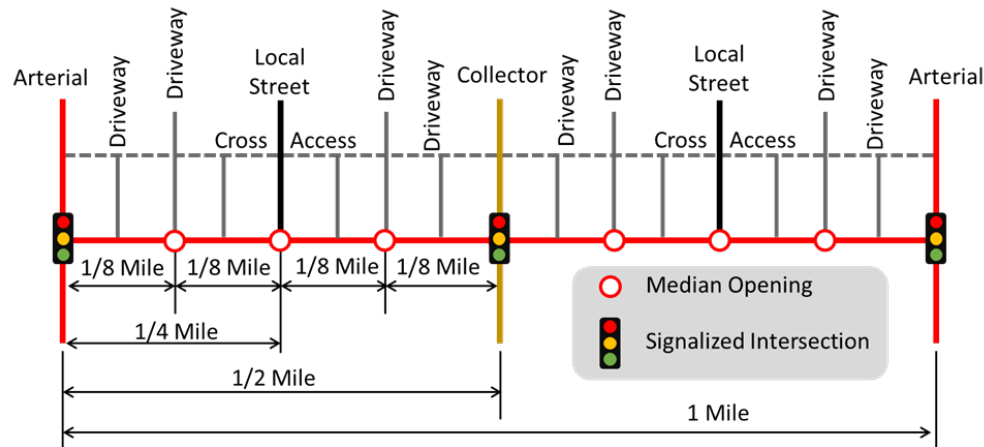 Arterial
Driveway
Driveway
Local
Street
Driveway
Driveway
Collector
Driveway
Driveway
Local
Street
Driveway
Driveway
Arterial
Cross
Access
Cross
Access
1/8 Mile
1/8 Mile
1/8 Mile
1/8 Mile
Median Opening
1/4 Mile
Signalized Intersection
1/2 Mile
1 Mile